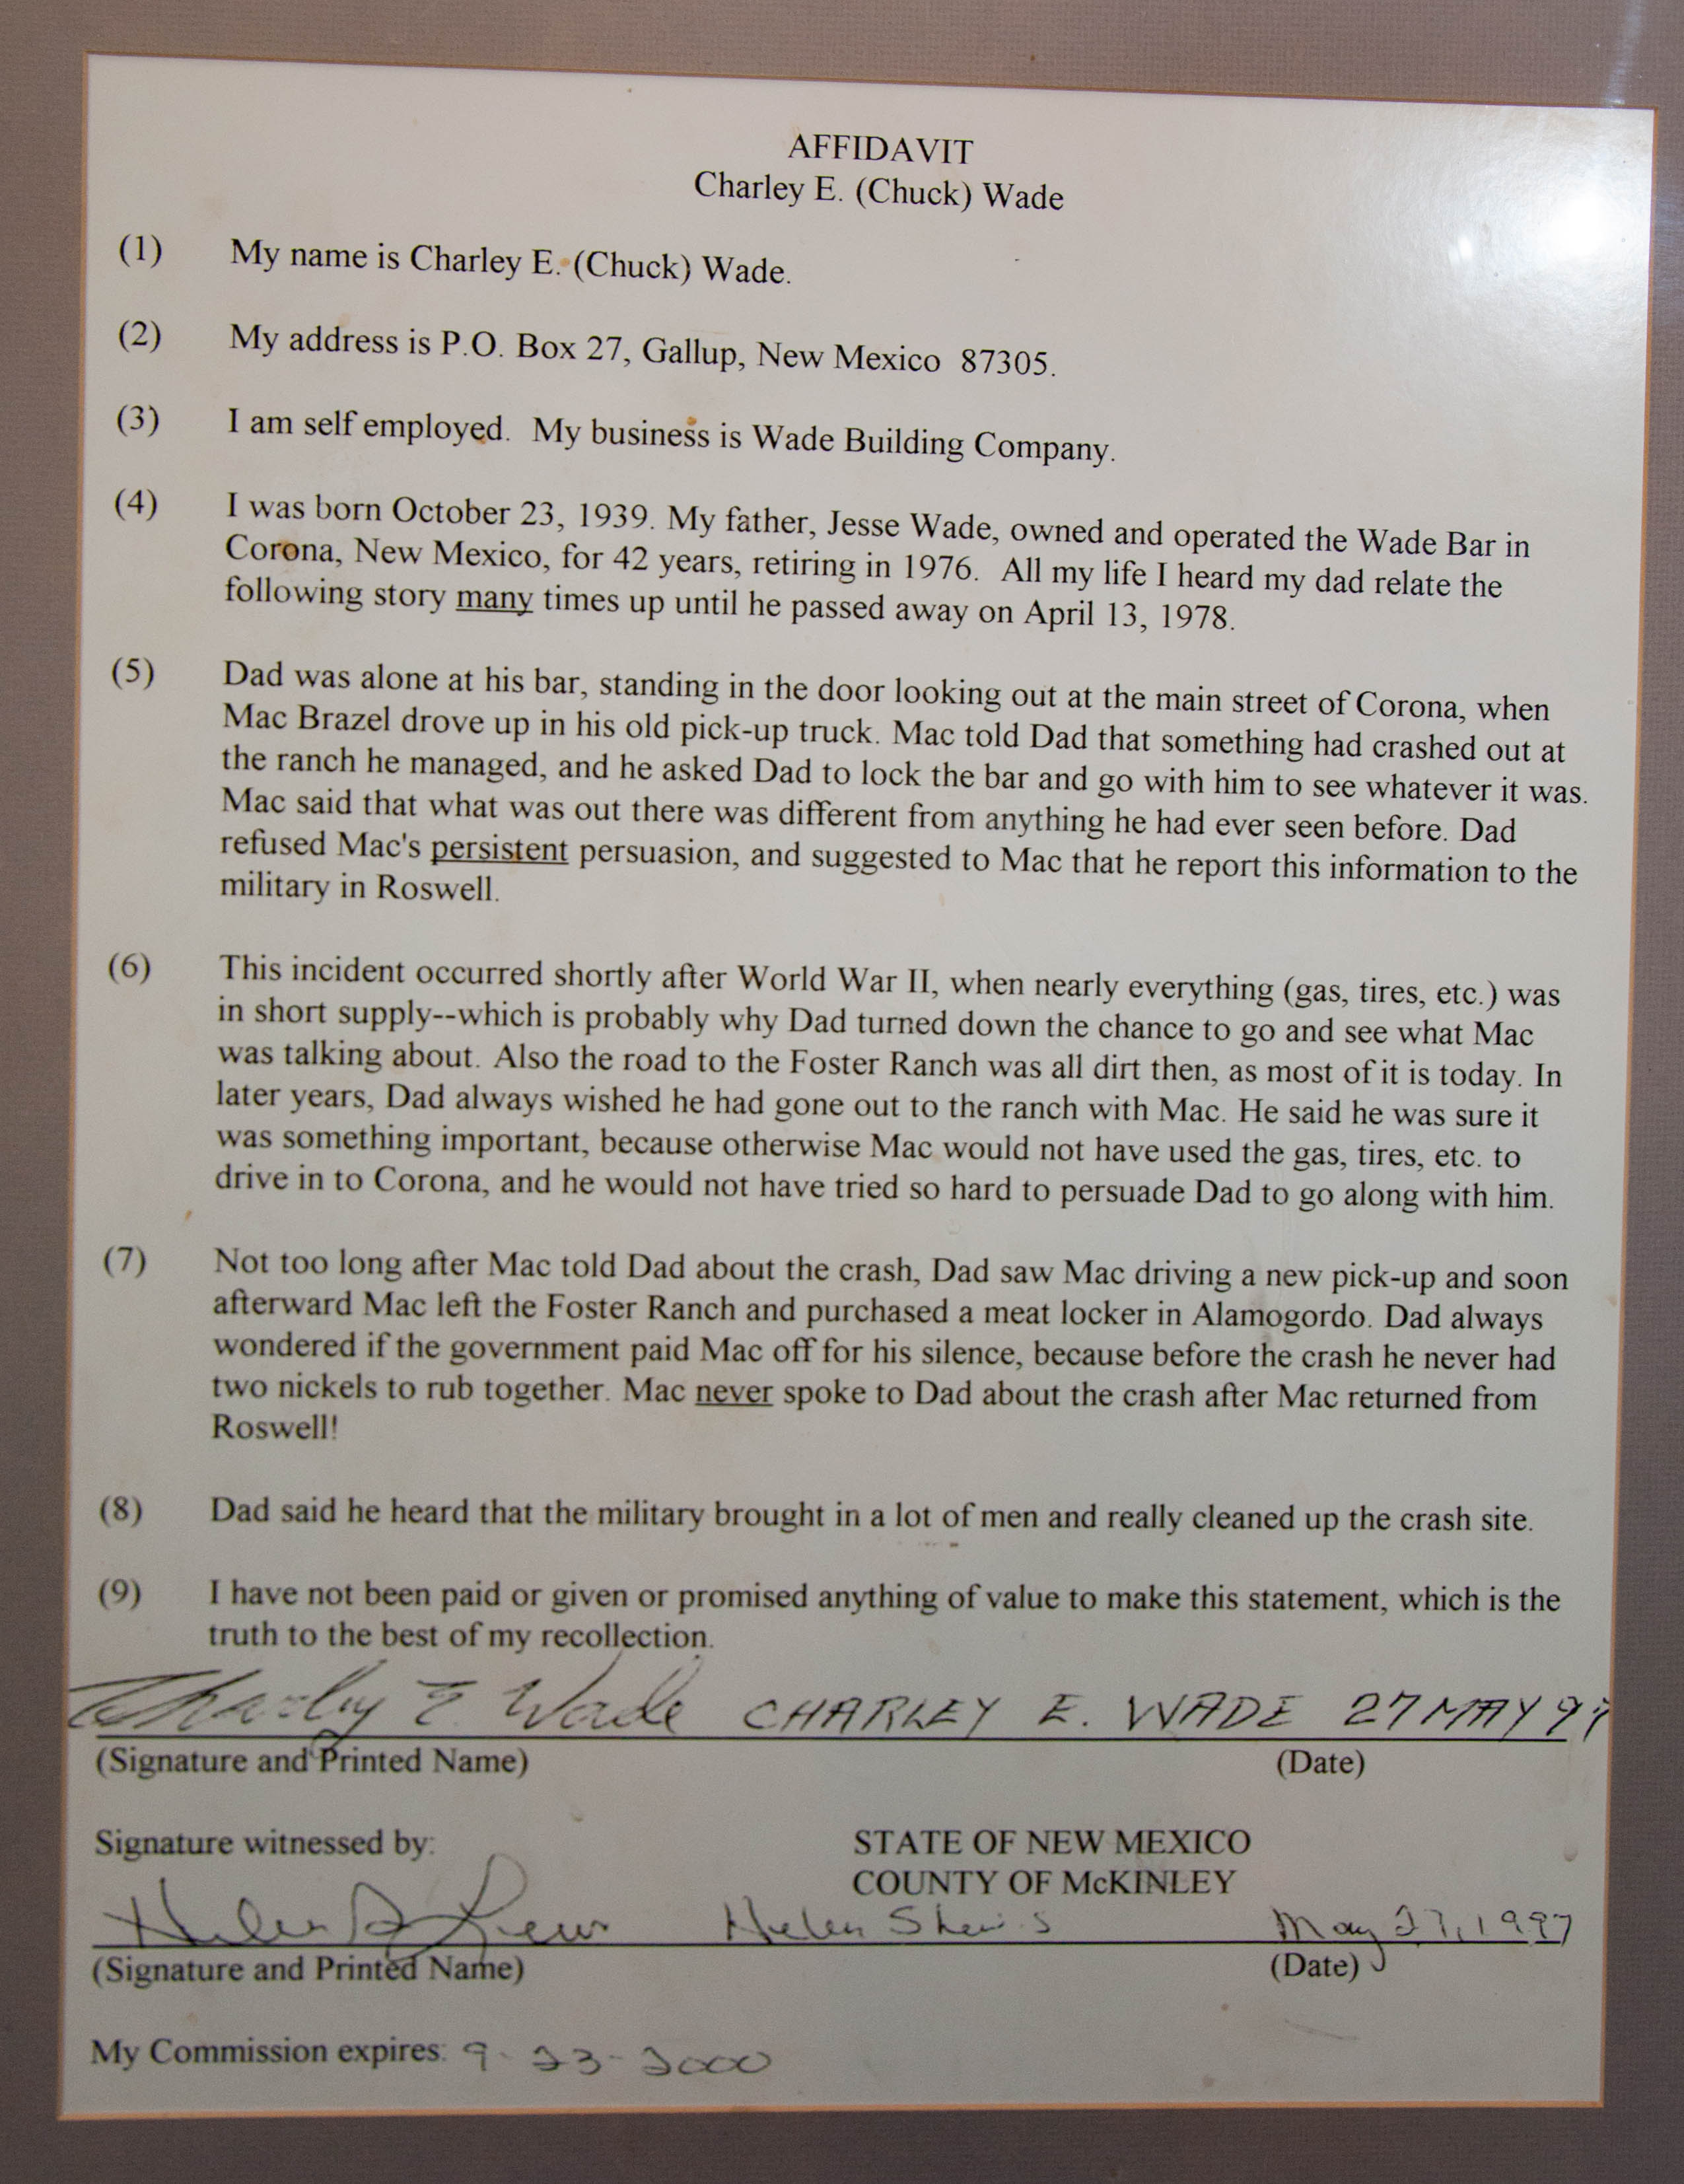 AFFIDAVIT
Charley E. (Chuck) Wade
(1) My name is Charley E. (Chuck) Wade.
(2) My address is P.O. Box 27, Gallup, New Mexico 87305.
(3) I am self employed. My business is Wade Building Company.
(4) I was born October 23, 1939. My father, Jesse Wade, owned and operated the Wade Bar in
Corona, New Mexico, for 42 years, retiring in 1976. All my life I heard my dad relate the
following story many times up until he passed away on April 13, 1978.
(5) Dad was alone at his bar, standing in the door looking out at the main street of Corona, when
Mac Brazel drove up in his old pick-up truck. Mac told Dad that something had crashed out at
the ranch he managed, and he asked Dad to lock the bar and go with him to see whatever it was.
Mac said that what was out there was different from anything he had ever seen before. Dad
refused Mac's persistent persuasion, and suggested to Mac that he report this information to the
military in Roswell.
(6) This incident occurred shortly after World War II, when nearly everything (gas, tires, etc.) was
in short supply--which is probably why Dad turned down the chance to go and see what Mac
was talking about. Also the road to the Foster Ranch was all dirt then, as most of it is today. In
later years, Dad always wished he had gone out to the ranch with Mac. He said he was sure it
was something important, because otherwise Mac would not have used the gas, tires, etc. to
drive in to Corona, and he would not have tried so hard to persuade Dad to go along with him.
(7) Not too long after Mac told Dad about the crash, Dad saw Mac driving a new pick-up and soon
afterward Mac left the Foster Ranch and purchased a meat locker in Alamogordo. Dad always
wondered if the government paid Mac off for his silence, because before the crash he never had
two nickels to rub together. Mac never spoke to Dad about the crash after Mac returned from
Roswell!
(8) Dad said he heard that the military brought in a lot of men and really cleaned up the crash site.
(9) I have not been paid or given or promised anything of value to make this statement, which is the
truth to the best of my recollection.
Charley E. Wade CHARLEY E. WADE 27 MAY 97
(Signature and Printed Name) (Date)
Signature witnessed by: STATE OF NEW MEXICO
COUNTY OF McKINLEY
Helen Helen May 27, 1997
(Signature and Printed Name) (Date)
My Commission expires: 9-23-2000